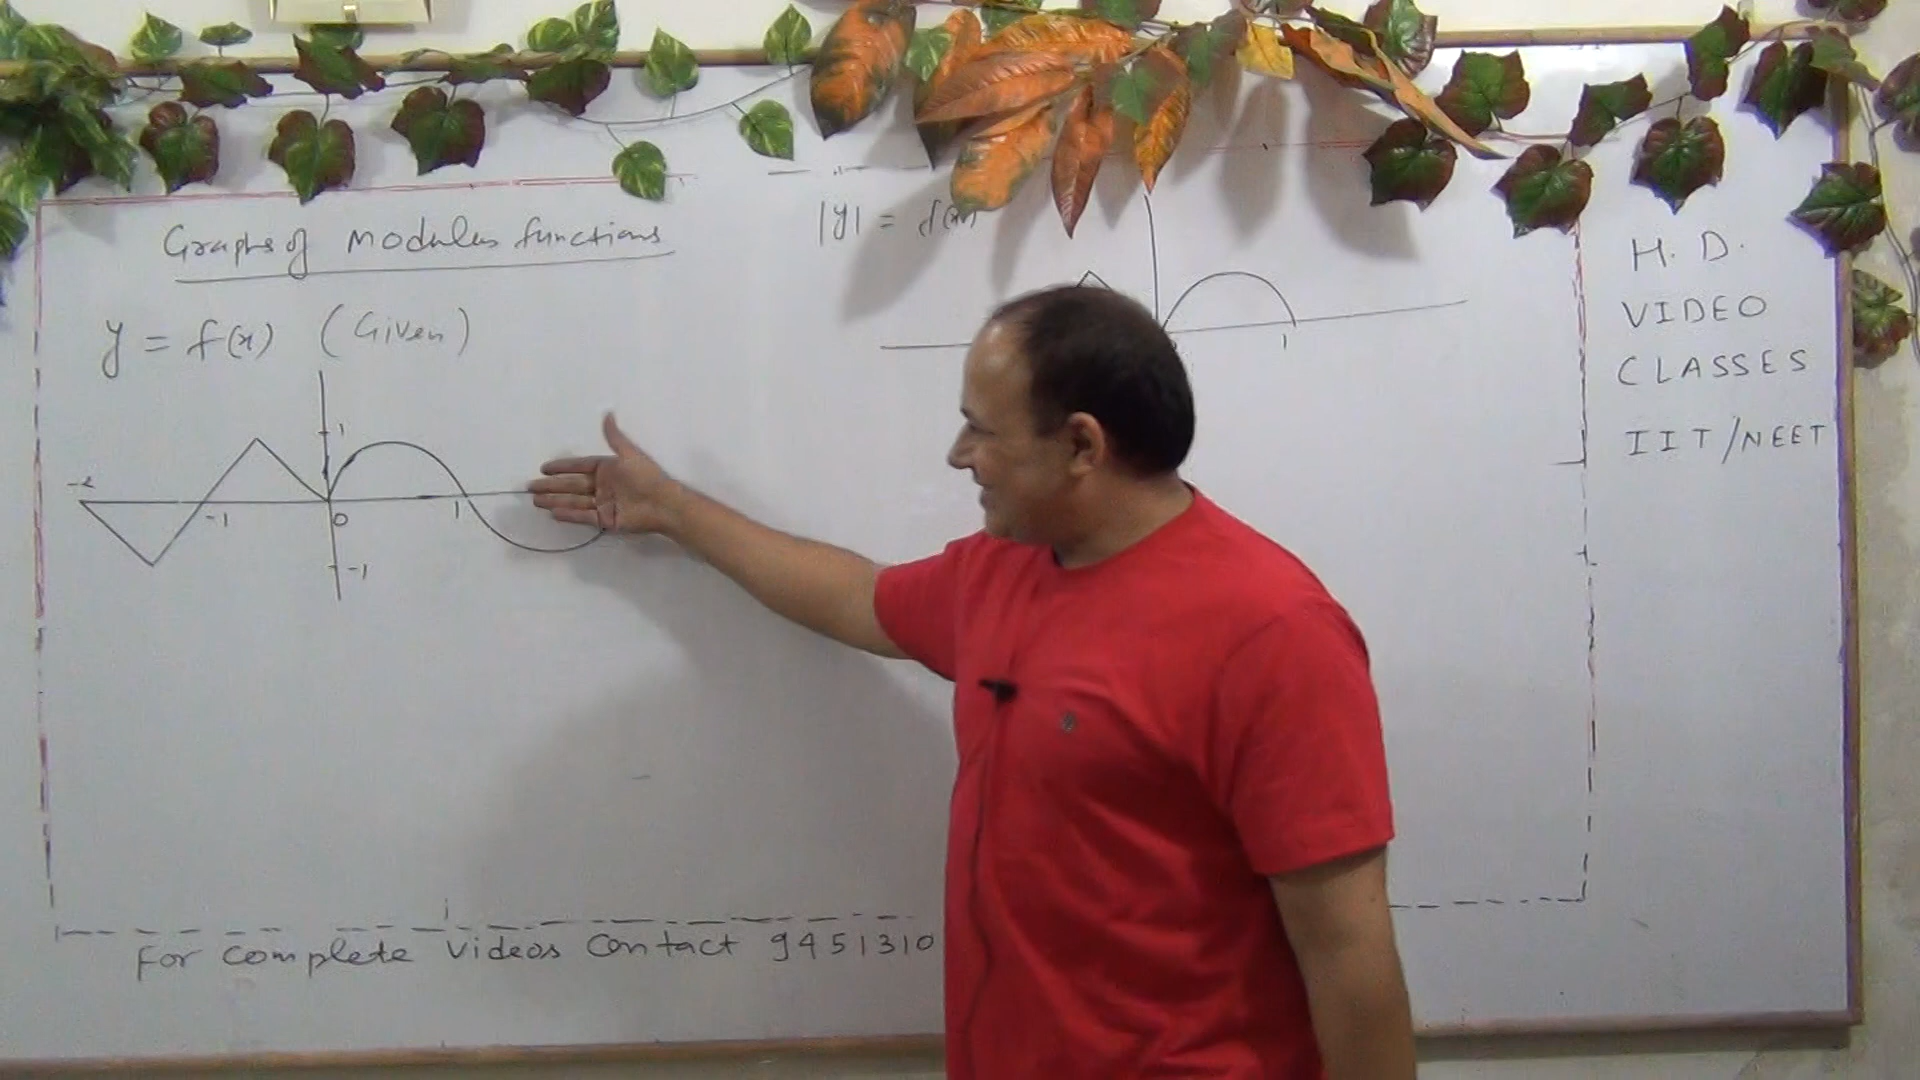 Graphs of modulus functions
y = f(x) (Given)
1
-2
-1
0
1
-1
|y| = f(x)
1
H. D.
VIDEO
CLASSES
IIT/NEET
For complete videos contact 9451310